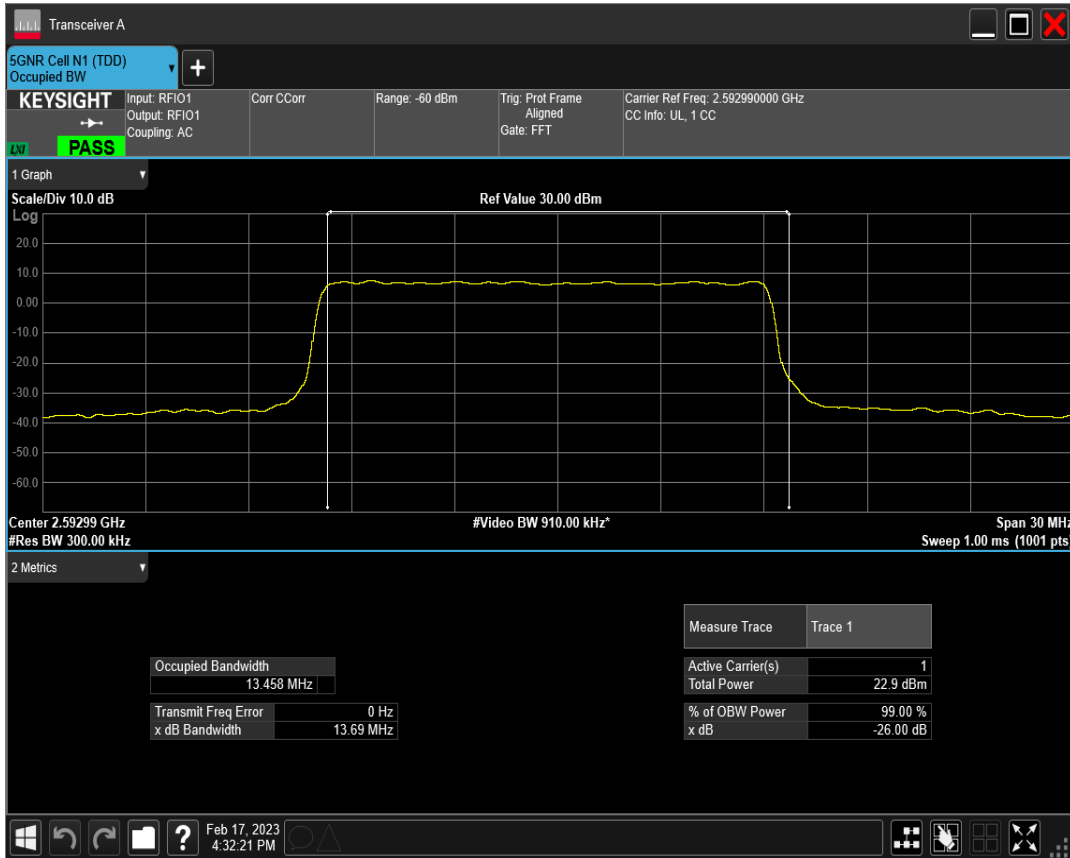 Transceiver A
5GNR Cell N1 (TDD)
Occupied BW
+
KEYSIGHT
LXI
PASS
Input: RFIO1
Output: RFIO1
Coupling: AC
Corr CCorr
Range: -60 dBm
Trig: Prot Frame
Aligned
Gate: FFT
Carrier Ref Freq: 2.592990000 GHz
CC Info: UL, 1 CC
1 Graph
Scale/Div 10.0 dB
Ref Value 30.00 dBm
Log
20.0
10.0
0.00
-10.0
-20.0
-30.0
-40.0
-50.0
-60.0
Center 2.59299 GHz
#Video BW 910.00 kHz*
Span 30 MHz
#Res BW 300.00 kHz
Sweep 1.00 ms (1001 pts)
2 Metrics
Measure Trace Trace 1
Occupied Bandwidth
13.458 MHz
Active Carrier(s) 1
Total Power 22.9 dBm
Transmit Freq Error 0 Hz
x dB Bandwidth 13.69 MHz
% of OBW Power 99.00 %
x dB -26.00 dB
?
Feb 17, 2023
4:32:21 PM